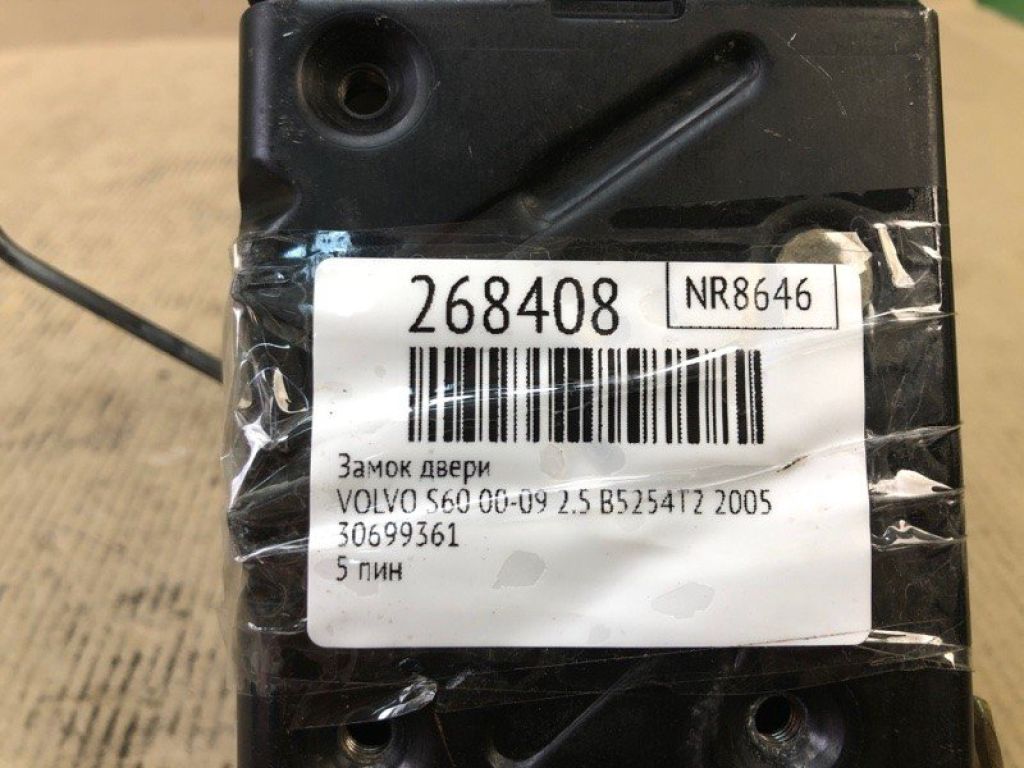 268408
NR8646
Замок двери
VOLVO S60 00-09 2.5 B5254T2 2005
30699361
5 пин